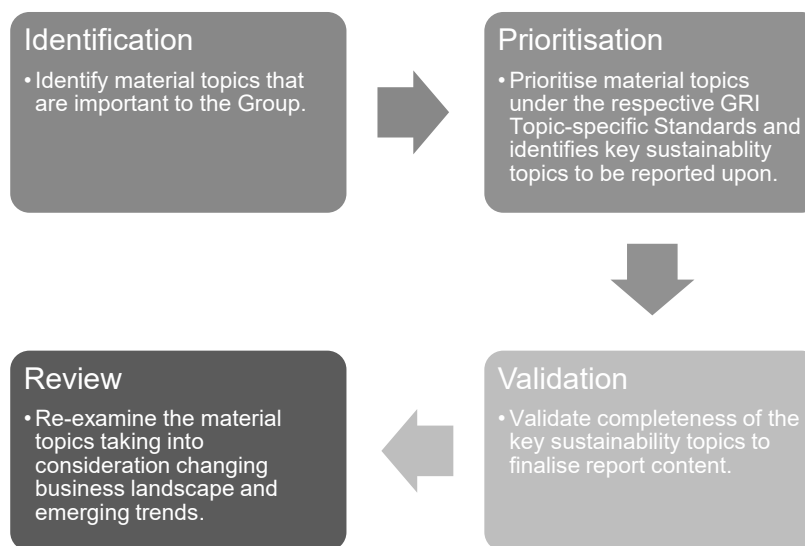 Identification
• Identify material topics that
are important to the Group.
Prioritisation
• Prioritise material topics
under the respective GRI
Topic-specific Standards and
identifies key sustainablity
topics to be reported upon.
Review
• Re-examine the material
topics taking into
consideration changing
business landscape and
emerging trends.
Validation
• Validate completeness of the
key sustainability topics to
finalise report content.